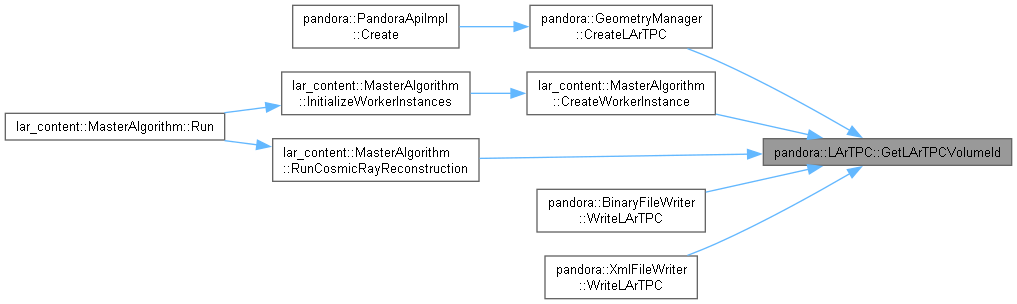 pandora::PandoraApiImpl
::Create
pandora::GeometryManager
::CreateLArTPC
lar_content::MasterAlgorithm
::InitializeWorkerInstances
lar_content::MasterAlgorithm
::CreateWorkerInstance
lar_content::MasterAlgorithm::Run
lar_content::MasterAlgorithm
::RunCosmicRayReconstruction
pandora::LArTPC::GetLArTPCVolumeId
pandora::BinaryFileWriter
::WriteLArTPC
pandora::XmlFileWriter
::WriteLArTPC